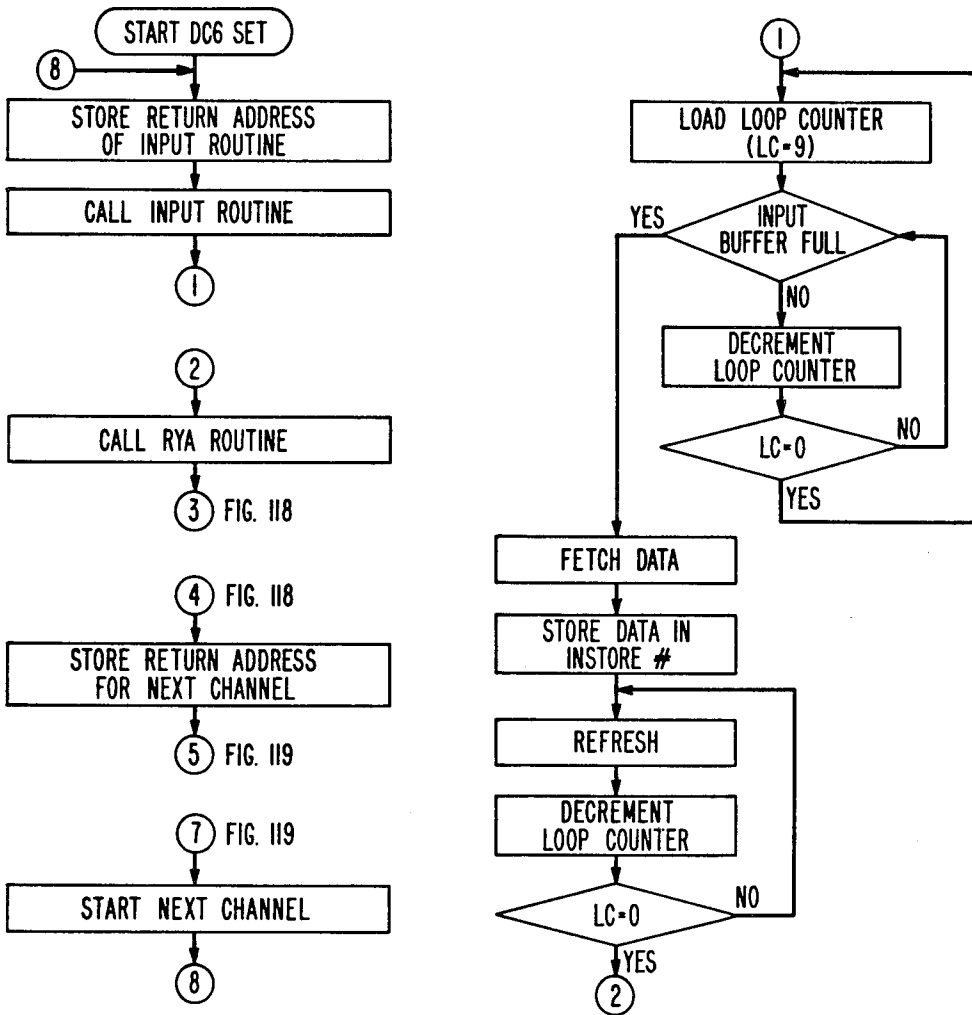 START DC6 SET
8
STORE RETURN ADDRESS
OF INPUT ROUTINE
CALL INPUT ROUTINE
1
2
CALL RYA ROUTINE
3 FIG. 118
4 FIG. 118
STORE RETURN ADDRESS
FOR NEXT CHANNEL
5 FIG. 119
7 FIG. 119
START NEXT CHANNEL
8
1
LOAD LOOP COUNTER
(LC=9)
YES
INPUT
BUFFER FULL
NO
DECREMENT
LOOP COUNTER
LC=0
NO
YES
FETCH DATA
STORE DATA IN
INSTORE #
REFRESH
DECREMENT
LOOP COUNTER
LC=0
NO
YES
2